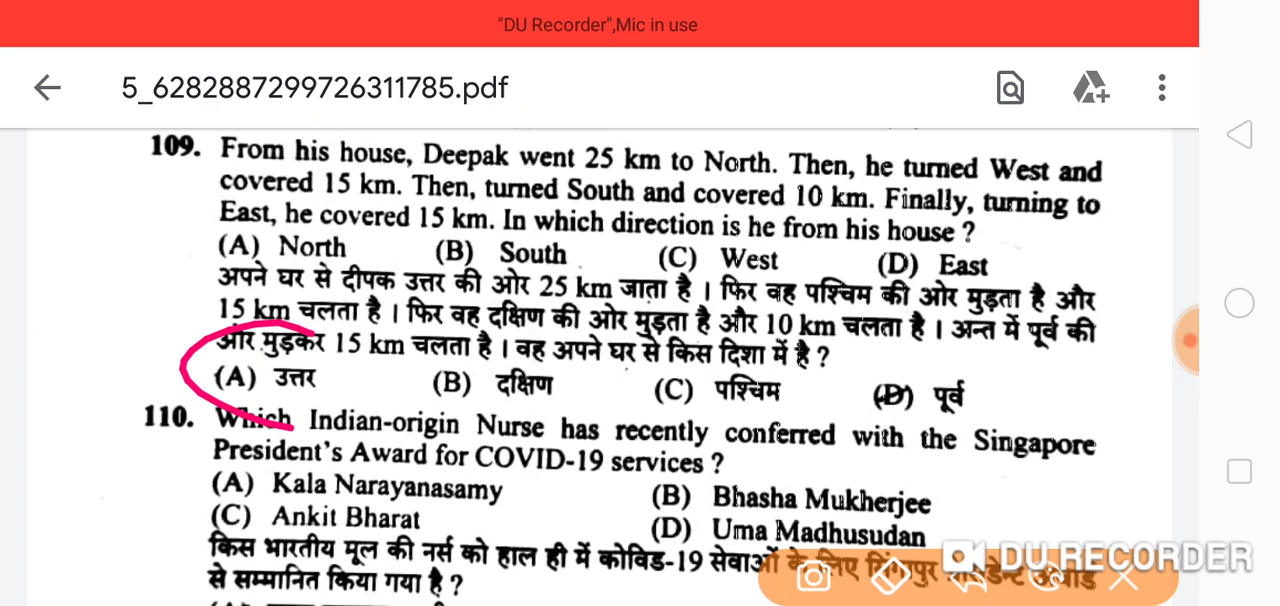 "DU Recorder",Mic in use
5_6282887299726311785.pdf
109. From his house, Deepak went 25 km to North. Then, he turned West and
covered 15 km. Then, turned South and covered 10 km. Finally, turning to
East, he covered 15 km. In which direction is he from his house ?
(A) North (B) South (C) West (D) East
अपने घर से दीपक उत्तर की ओर 25 km जाता है । फिर वह पश्चिम की ओर मुड़ता है और
15 km चलता है । फिर वह दक्षिण की ओर मुड़ता है और 10 km चलता है । अन्त में पूर्व की
ओर मुड़कर 15 km चलता है । वह अपने घर से किस दिशा में है ?
(A) उत्तर (B) दक्षिण (C) पश्चिम (D) पूर्व
110. Which Indian-origin Nurse has recently conferred with the Singapore
President's Award for COVID-19 services ?
(A) Kala Narayanasamy (B) Bhasha Mukherjee
(C) Ankit Bharat (D) Uma Madhusudan
किस भारतीय मूल की नर्स को हाल ही में कोविड-19 सेवाओं के लिए
से सम्मानित किया गया है ?
DU RECORDER